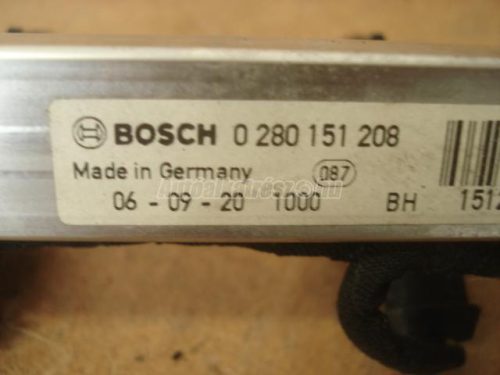 BOSCH 0 280 151 208
Made in Germany 087
06 - 09 - 20 1000 BH 1512